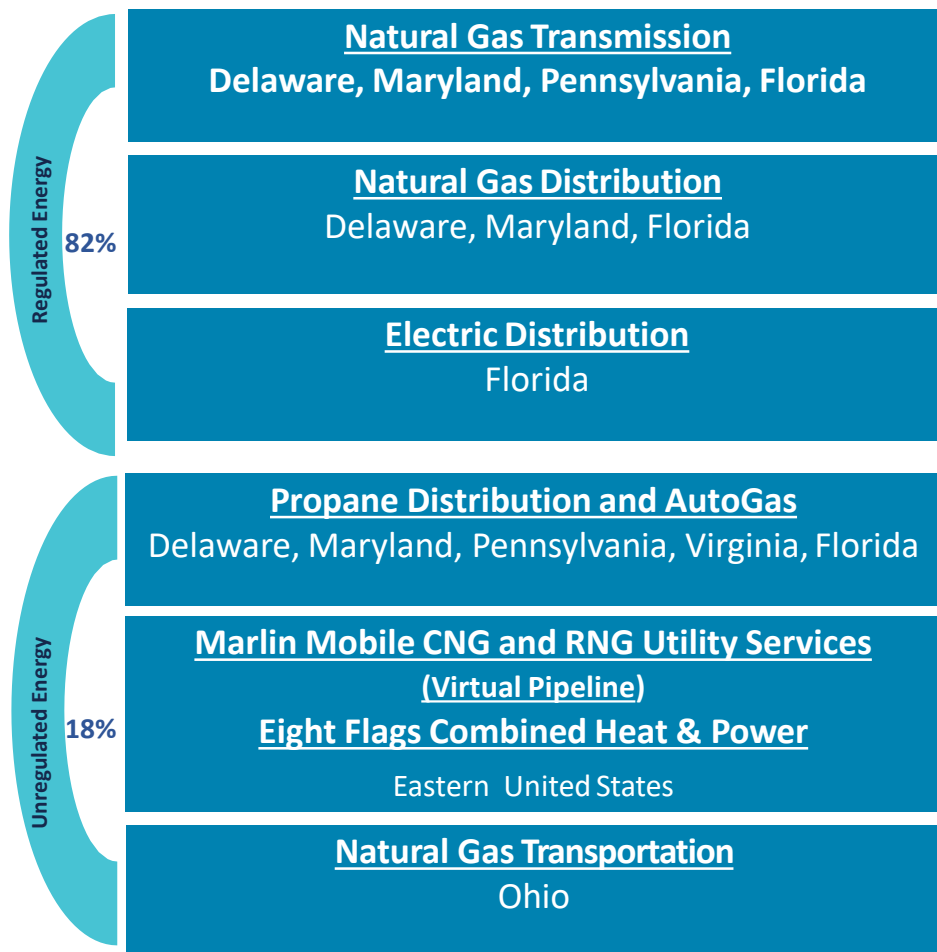 Natural Gas Transmission
Delaware, Maryland, Pennsylvania, Florida
Natural Gas Distribution
Delaware, Maryland, Florida
Electric Distribution
Florida
Regulated Energy
82%
Propane Distribution and AutoGas
Delaware, Maryland, Pennsylvania, Virginia, Florida
Marlin Mobile CNG and RNG Utility Services
(Virtual Pipeline)
Eight Flags Combined Heat & Power
Eastern United States
Natural Gas Transportation
Ohio
Unregulated Energy
18%